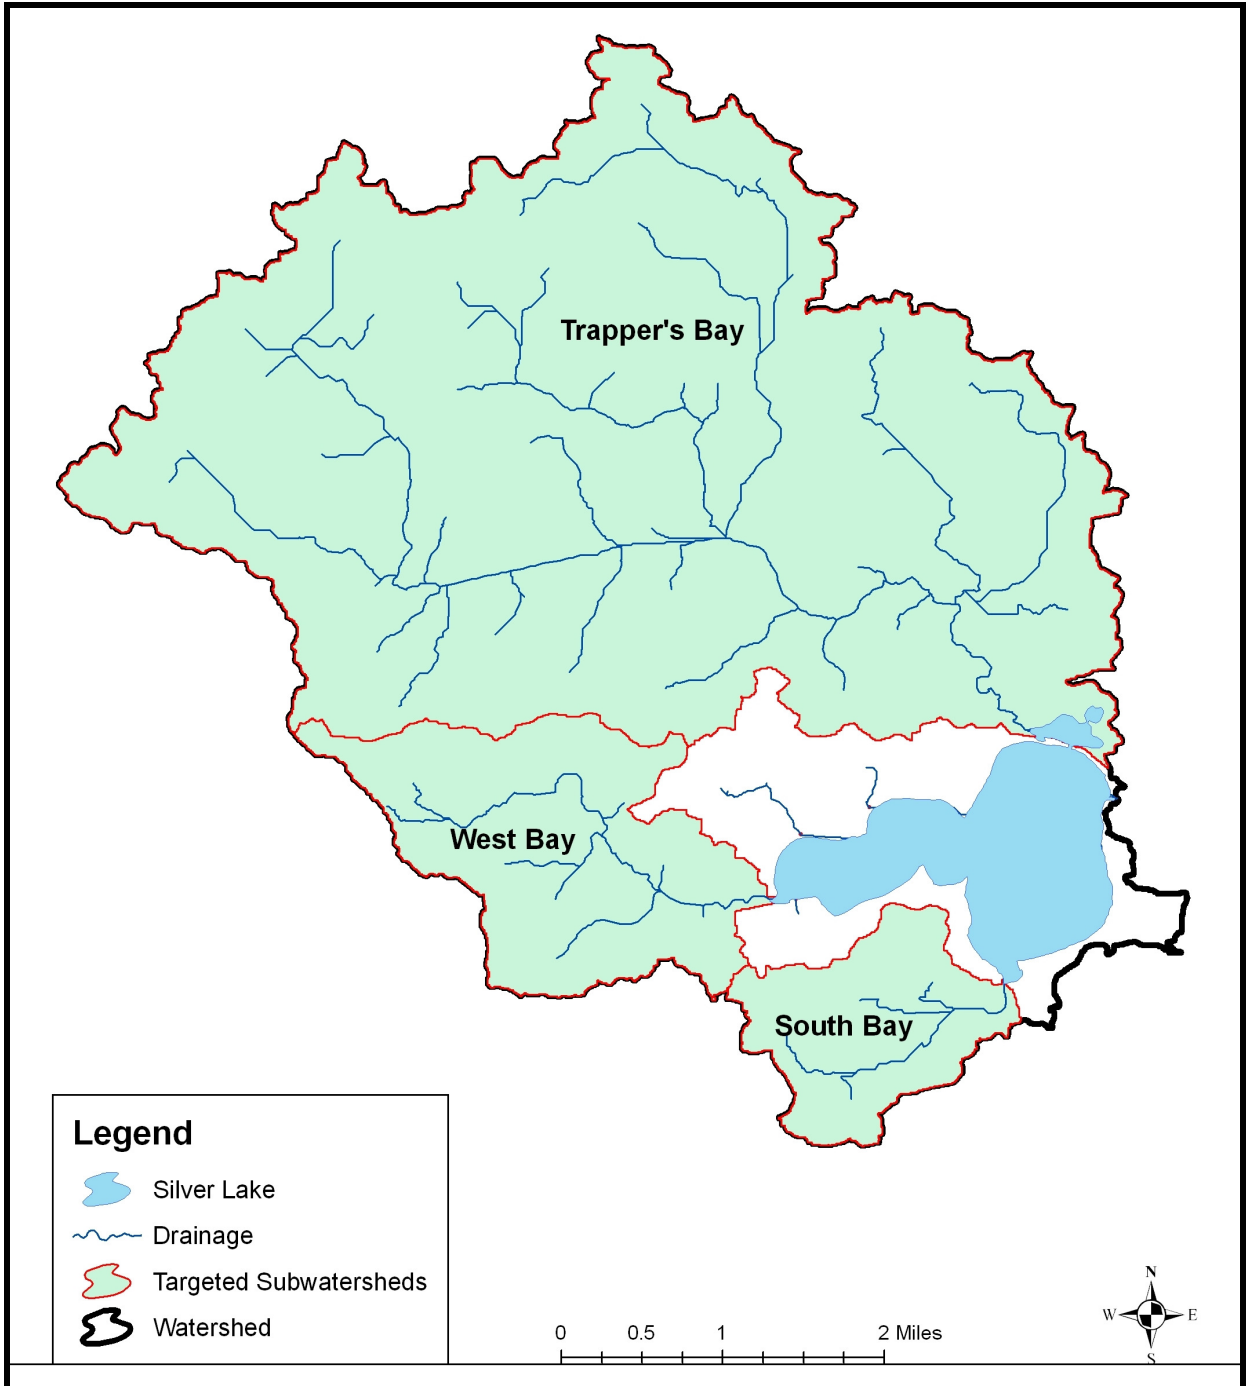 Trapper's Bay
West Bay
South Bay
Legend
Silver Lake
Drainage
Targeted Subwatersheds
Watershed
0 0.5 1 2 Miles
N
W E
S